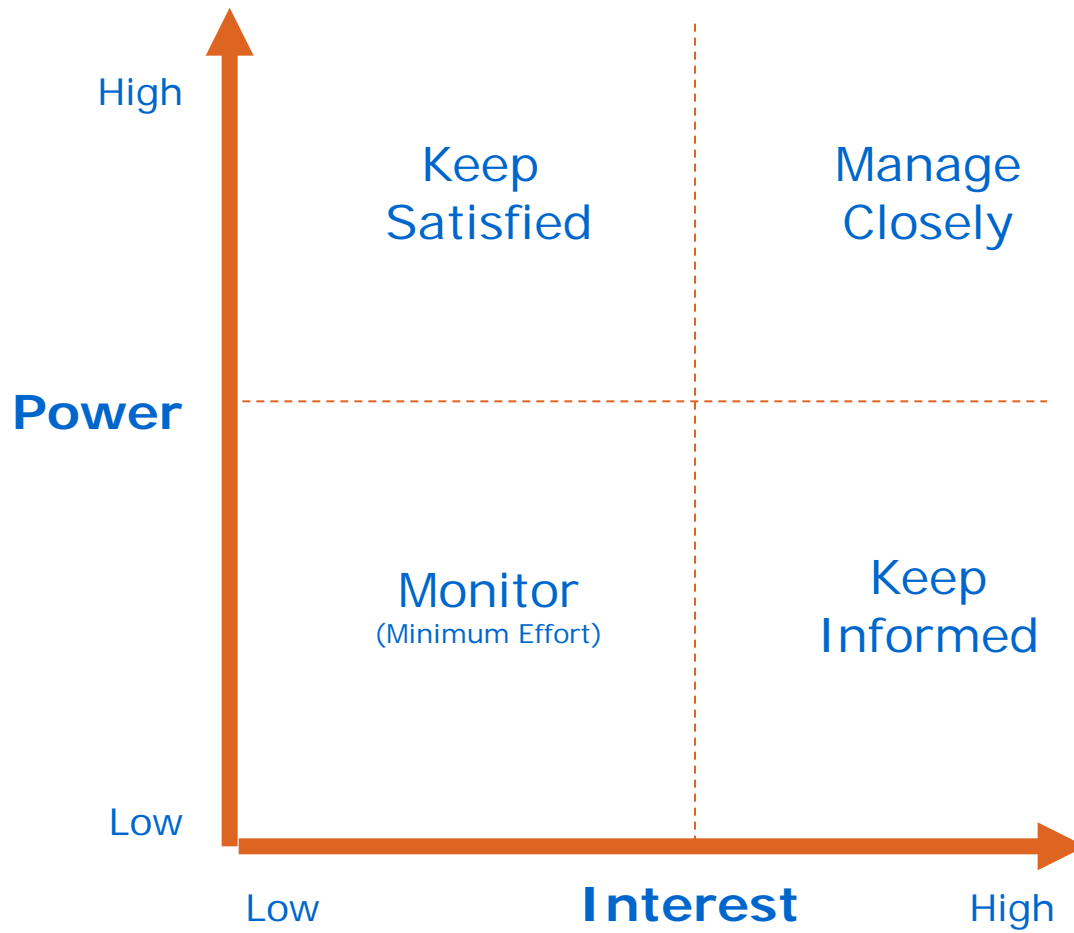 High
Keep
Satisfied
Manage
Closely
Power
Monitor
(Minimum Effort)
Keep
Informed
Low
Low
Interest
High